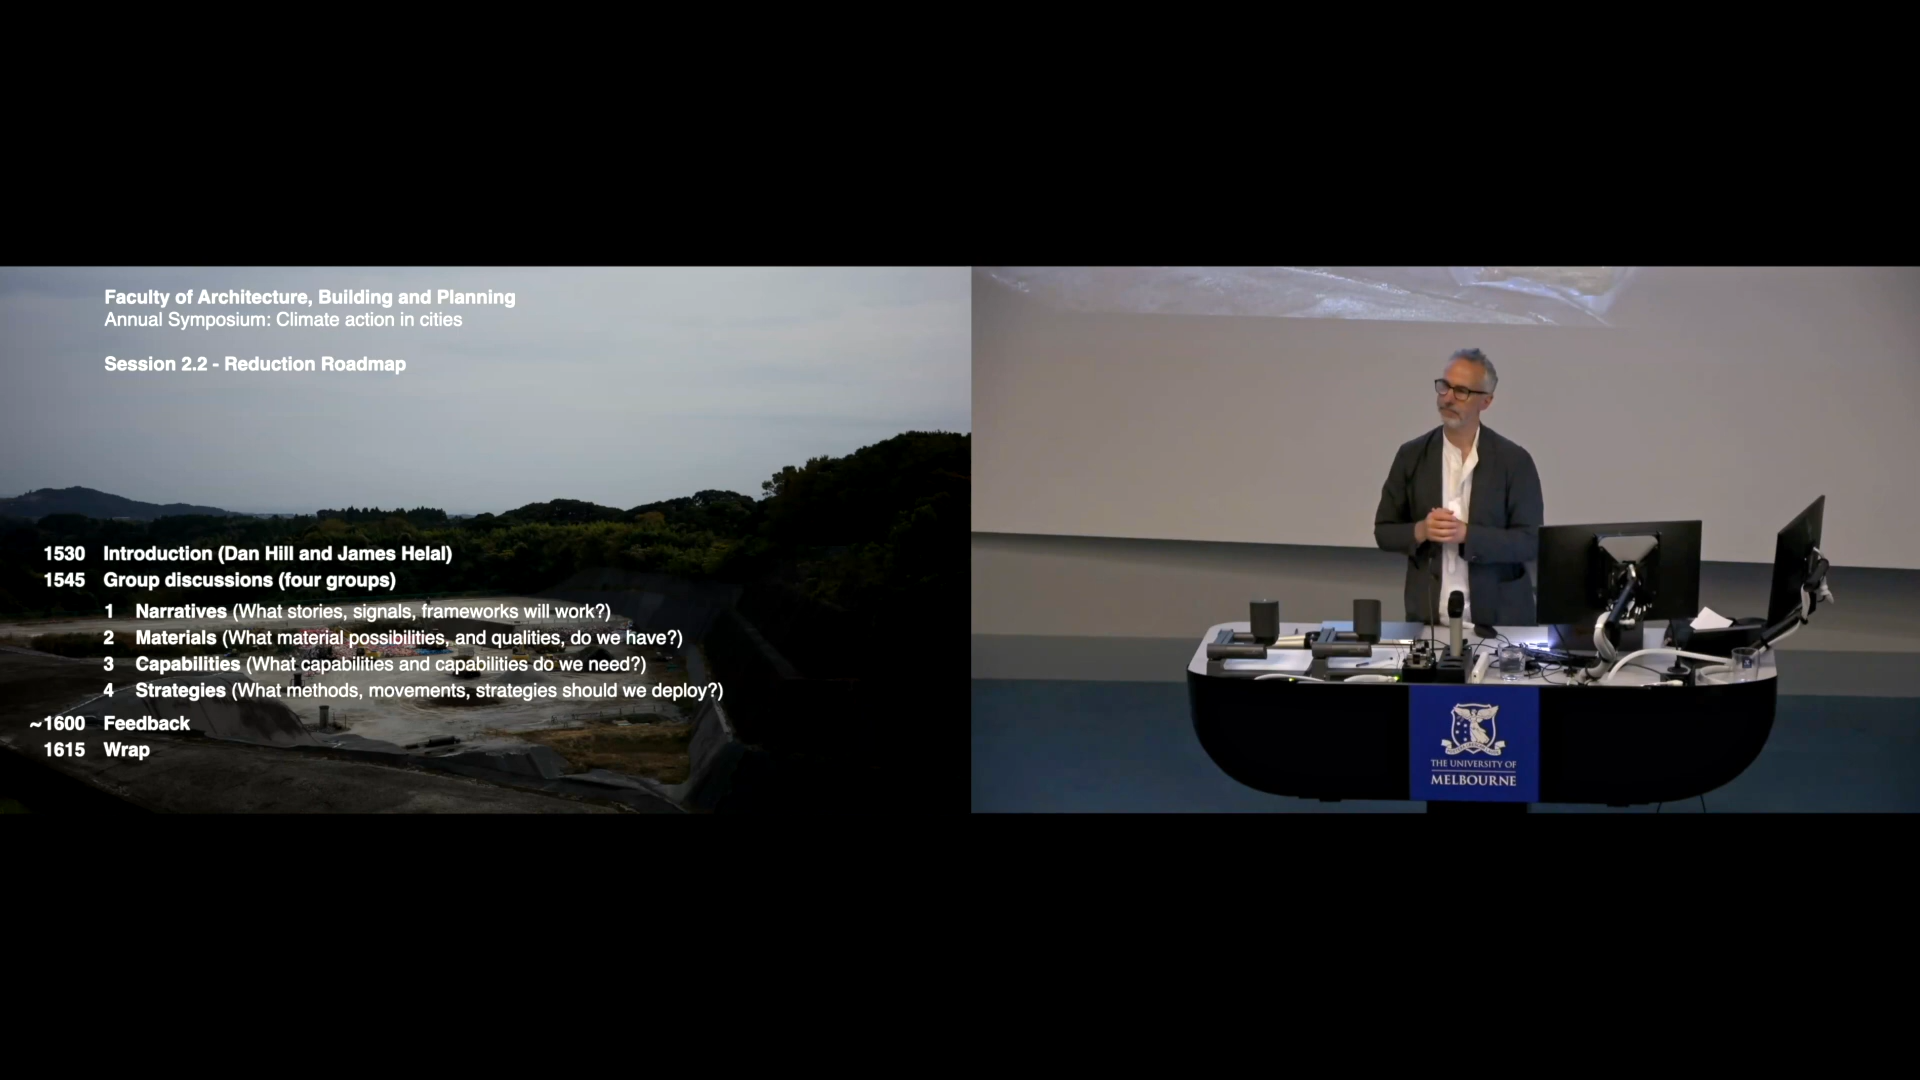 Faculty of Architecture, Building and Planning
Annual Symposium: Climate action in cities
Session 2.2 - Reduction Roadmap
1530 Introduction (Dan Hill and James Helal)
1545 Group discussions (four groups)
1 Narratives (What stories, signals, frameworks will work?)
2 Materials (What material possibilities, and qualities, do we have?)
3 Capabilities (What capabilities and capabilities do we need?)
4 Strategies (What methods, movements, strategies should we deploy?)
~1600 Feedback
1615 Wrap
THE UNIVERSITY OF
MELBOURNE